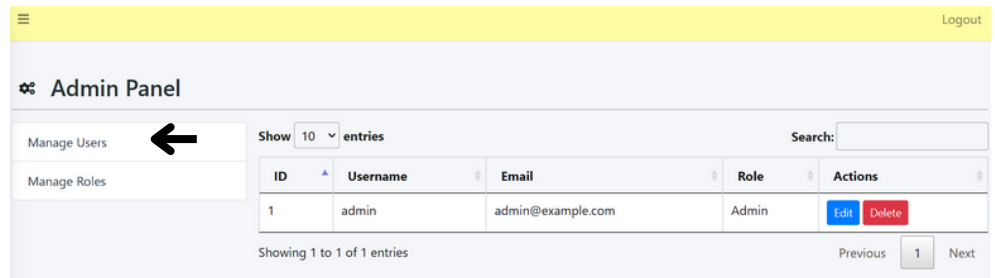 Logout
Admin Panel
Manage Users
Manage Roles
Show 10 entries
Search:
ID Username Email Role Actions
1 admin admin@example.com Admin Edit Delete
Showing 1 to 1 of 1 entries
Previous 1 Next